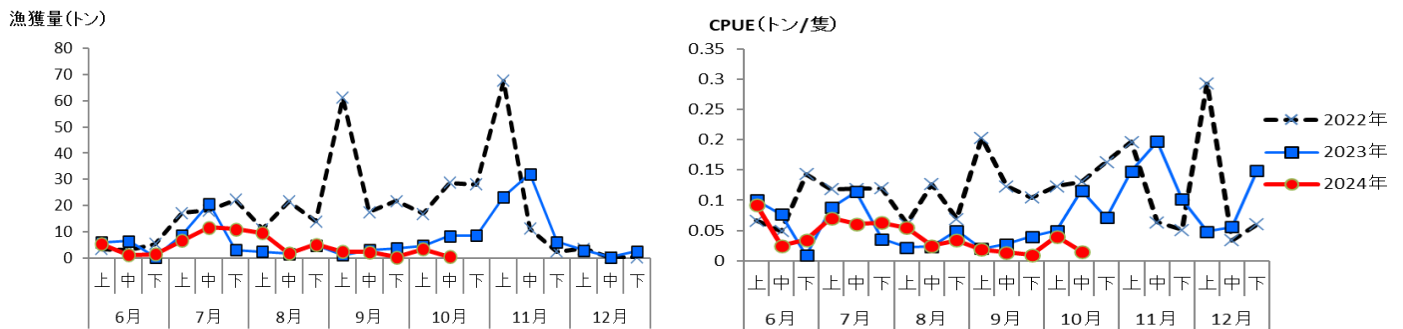 漁獲量(トン)
80
70
60
50
40
30
20
10
0
上 中 下 上 中 下 上 中 下 上 中 下 上 中 下 上 中 下 上 中 下
6月 7月 8月 9月 10月 11月 12月
CPUE(トン/隻)
0.35
0.3
0.25
0.2
0.15
0.1
0.05
0
上 中 下 上 中 下 上 中 下 上 中 下 上 中 下 上 中 下 上 中 下
6月 7月 8月 9月 10月 11月 12月
2022年
2023年
2024年